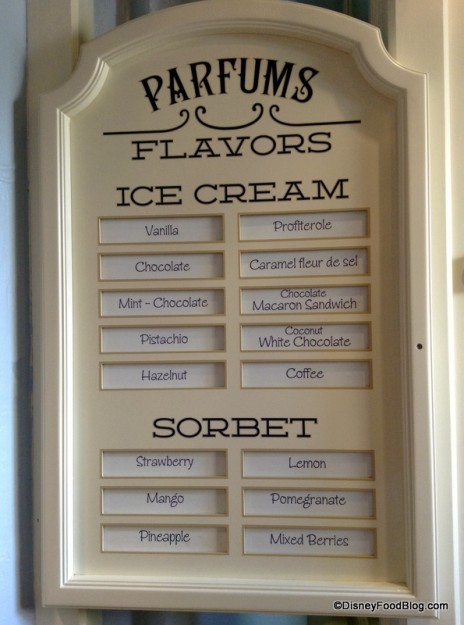 PARFUMS
FLAVORS
ICE CREAM
Vanilla
Profiterole
Chocolate
Caramel fleur de sel
Mint - Chocolate
Chocolate
Macaron Sandwich
Pistachio
Coconut
White Chocolate
Hazelnut
Coffee
SORBET
Strawberry
Lemon
Mango
Pomegranate
Pineapple
Mixed Berries
©DisneyFoodBlog.com